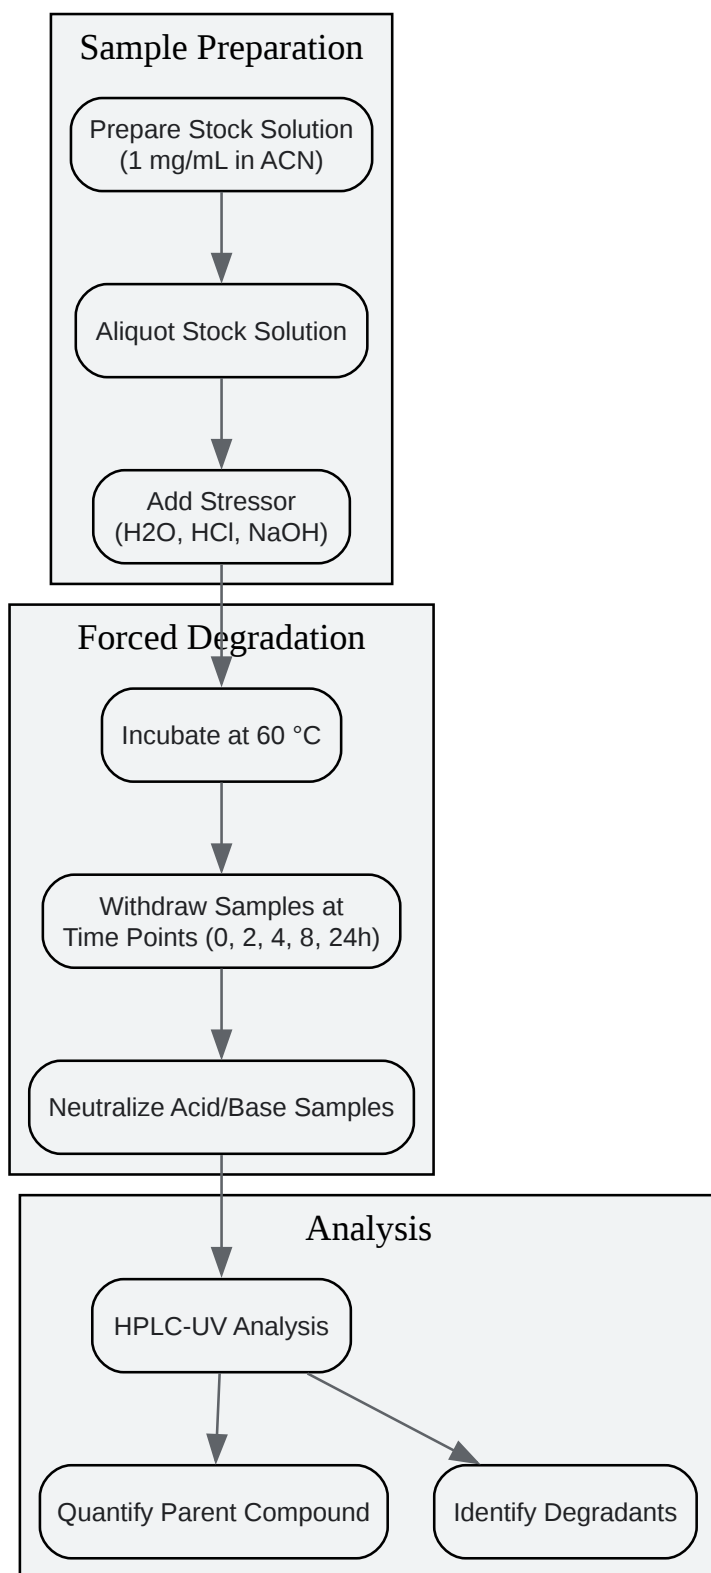 Sample Preparation
Prepare Stock Solution
(1 mg/mL in ACN)
Aliquot Stock Solution
Add Stressor
(H2O, HCl, NaOH)
Forced Degradation
Incubate at 60 °C
Withdraw Samples at
Time Points (0, 2, 4, 8, 24h)
Neutralize Acid/Base Samples
Analysis
HPLC-UV Analysis
Quantify Parent Compound
Identify Degradants